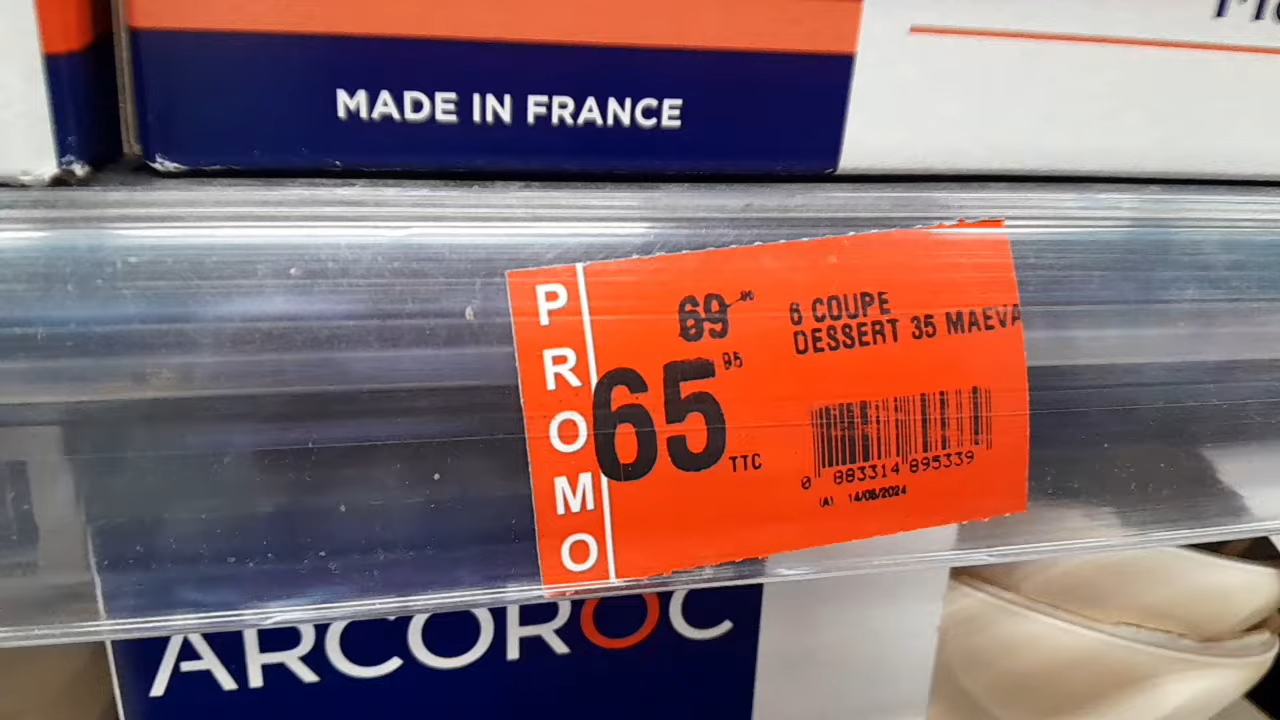 MADE IN FRANCE
PROMO
69
65 95
TTC
6 COUPE
DESSERT 35 MAEVA
0 883314 895339
(A) 14/06/2024
ARCOROC